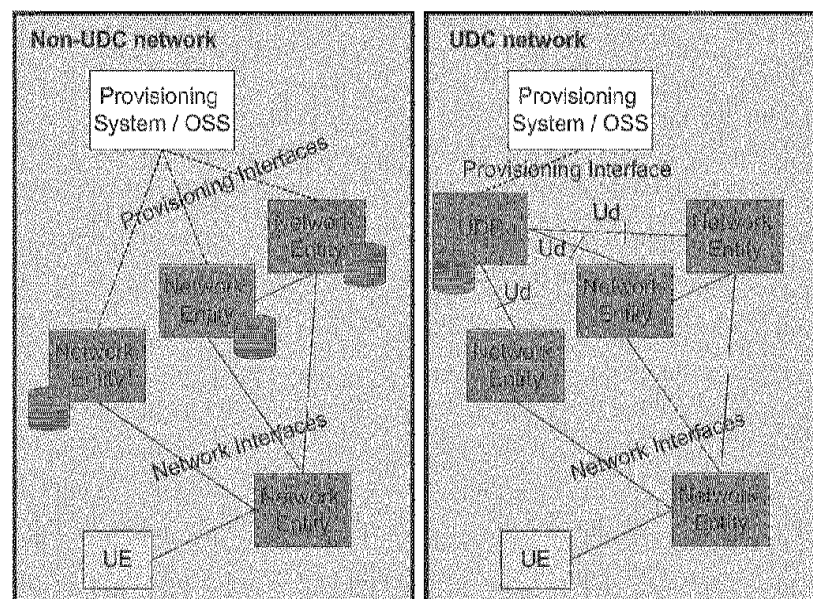 Non-UDC network
Provisioning
System / OSS
Provisioning Interfaces
Network
Entity
Network
Entity
Network
Entity
Network Interfaces
Network
Entity
UE
UDC network
Provisioning
System / OSS
Provisioning Interface
Ud
Network
Entity
Ud
Network
Entity
Ud
Network
Entity
Network Interfaces
Network
Entity
UE